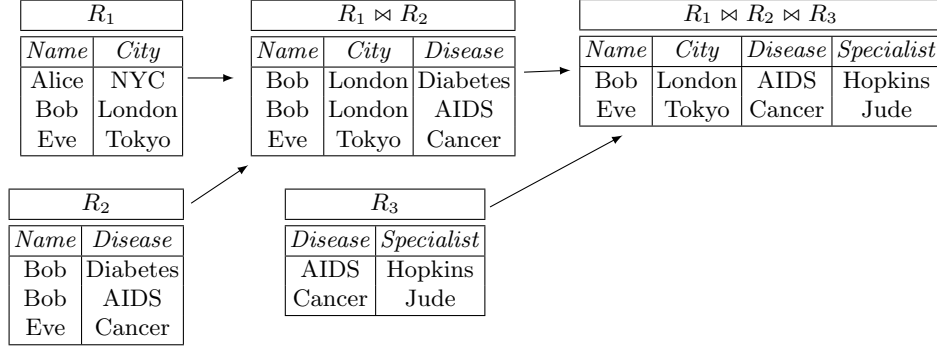 R₁
Name City
Alice NYC
Bob London
Eve Tokyo
R₁ ⋈ R₂
Name City Disease
Bob London Diabetes
Bob London AIDS
Eve Tokyo Cancer
R₁ ⋈ R₂ ⋈ R₃
Name City Disease Specialist
Bob London AIDS Hopkins
Eve Tokyo Cancer Jude
R₂
Name Disease
Bob Diabetes
Bob AIDS
Eve Cancer
R₃
Disease Specialist
AIDS Hopkins
Cancer Jude